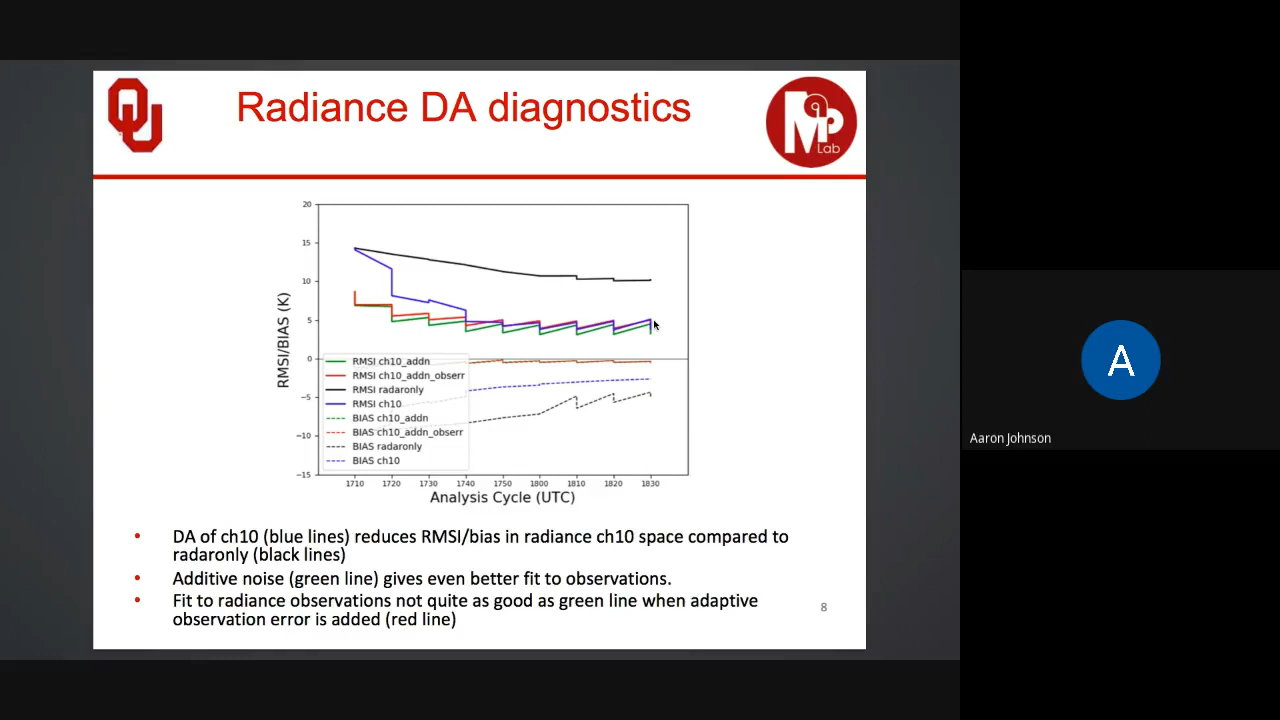 OU
Radiance DA diagnostics
Map
Lab
RMSI/BIAS (K)
20
15
10
5
0
−5
−10
−15
RMSI ch10_addn
RMSI ch10_addn_obserr
RMSI radaronly
RMSI ch10
BIAS ch10_addn
BIAS ch10_addn_obserr
BIAS radaronly
BIAS ch10
1710 1720 1730 1740 1750 1800 1810 1820 1830
Analysis Cycle (UTC)
• DA of ch10 (blue lines) reduces RMSI/bias in radiance ch10 space compared to
radaronly (black lines)
• Additive noise (green line) gives even better fit to observations.
• Fit to radiance observations not quite as good as green line when adaptive
observation error is added (red line)
8
A
Aaron Johnson